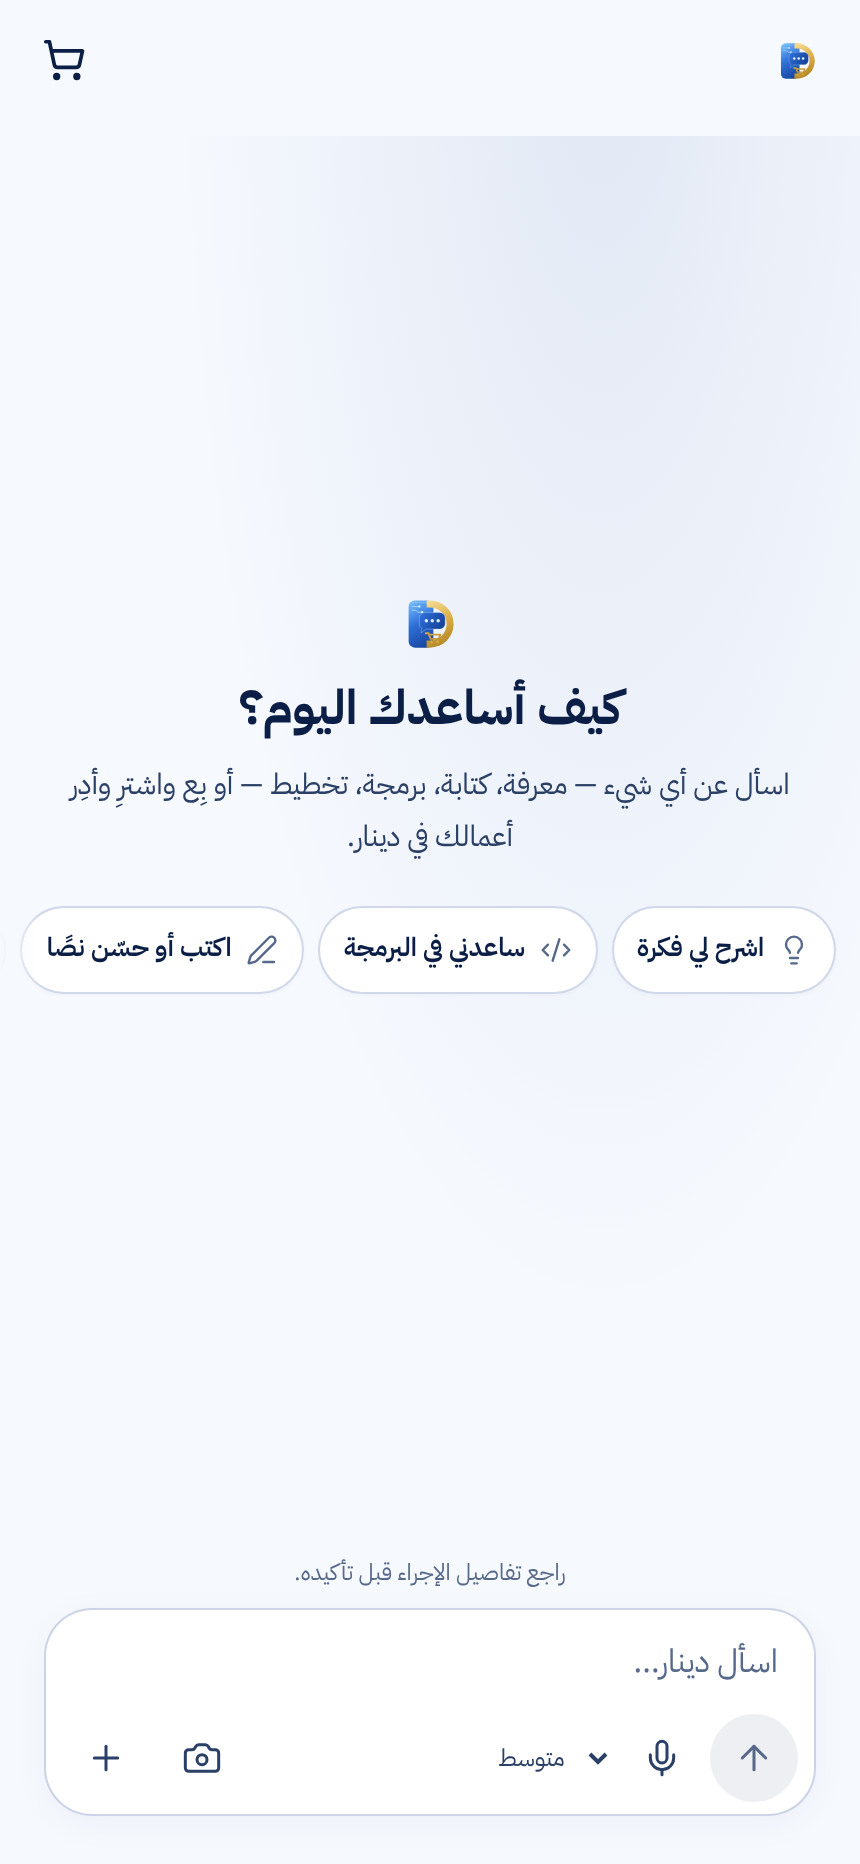 كيف أساعدك اليوم؟
اسأل عن أي شيء — معرفة، كتابة، برمجة، تخطيط — أو بِع واشترِ وأدِر
أعمالك في دينار.
اشرح لي فكرة
ساعدني في البرمجة
اكتب أو حسّن نصًا
راجع تفاصيل الإجراء قبل تأكيده.
اسأل دينار...
متوسط